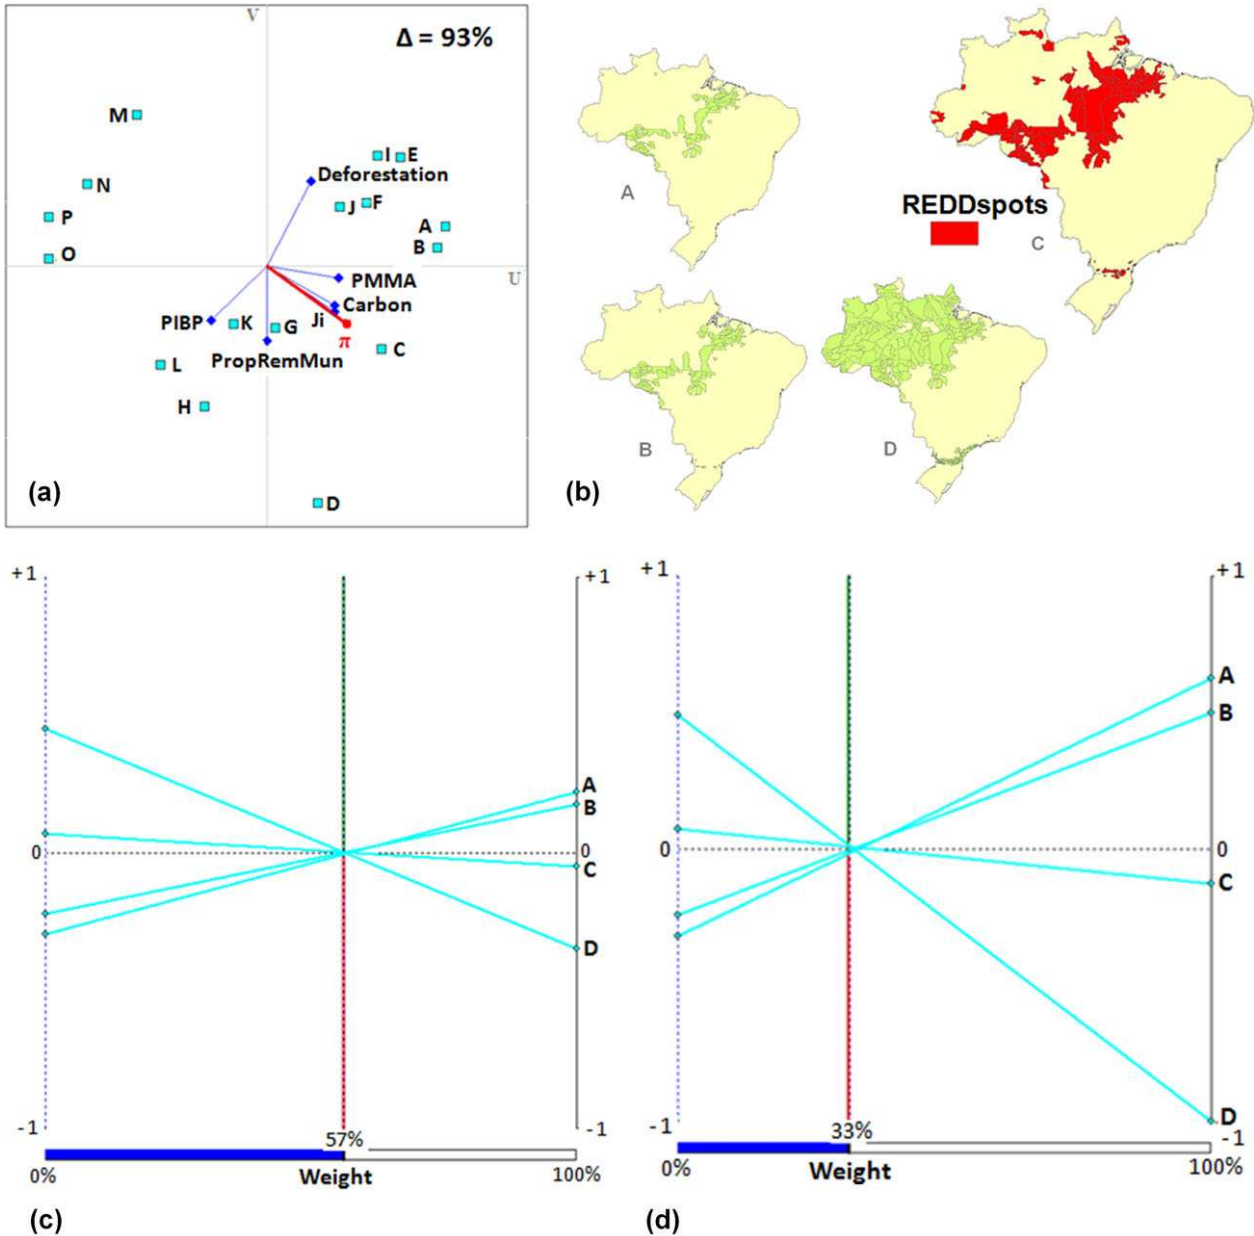 V
Δ = 93%
M
I E
Deforestation
N
J F
P
A
B
O
U
PMMA
Carbon
PIBP
K
G
Ji
π
C
PropRemMun
L
H
(a)
D
A
REDDspots
C
B
D
(b)
+1
+1
A
B
0
0
C
D
-1
-1
57%
0%
Weight
100%
(c)
+1
+1
A
B
0
0
C
D
-1
-1
33%
0%
Weight
100%
(d)